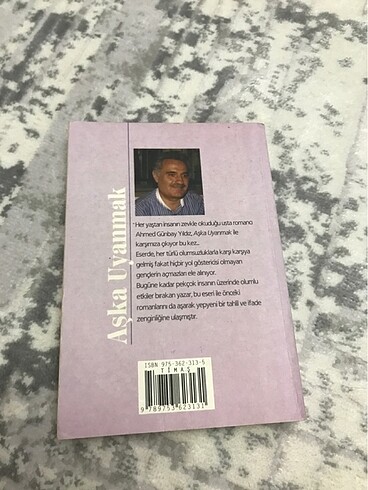 Aşka Uyanmak
Her yaştan insanın zevkle okuduğu usta romancı
Ahmed Günbay Yıldız, Aşka Uyanmak ile
karşımıza çıkıyor bu kez..
Eserde, her türlü olumsuzluklarla karşı karşıya
gelmiş fakat hiçbir yol göstericisi olmayan
gençlerin açmazları ele alınıyor.
Bugüne kadar pekçok insanın üzerinde olumlu
etkiler bırakan yazar, bu eseri ile önceki
romanlarını da aşarak yepyeni bir tahlil ve ifade
zenginliğine ulaşmıştır.
ISBN 975-362-313-5
TİMAŞ
9 789753 623131